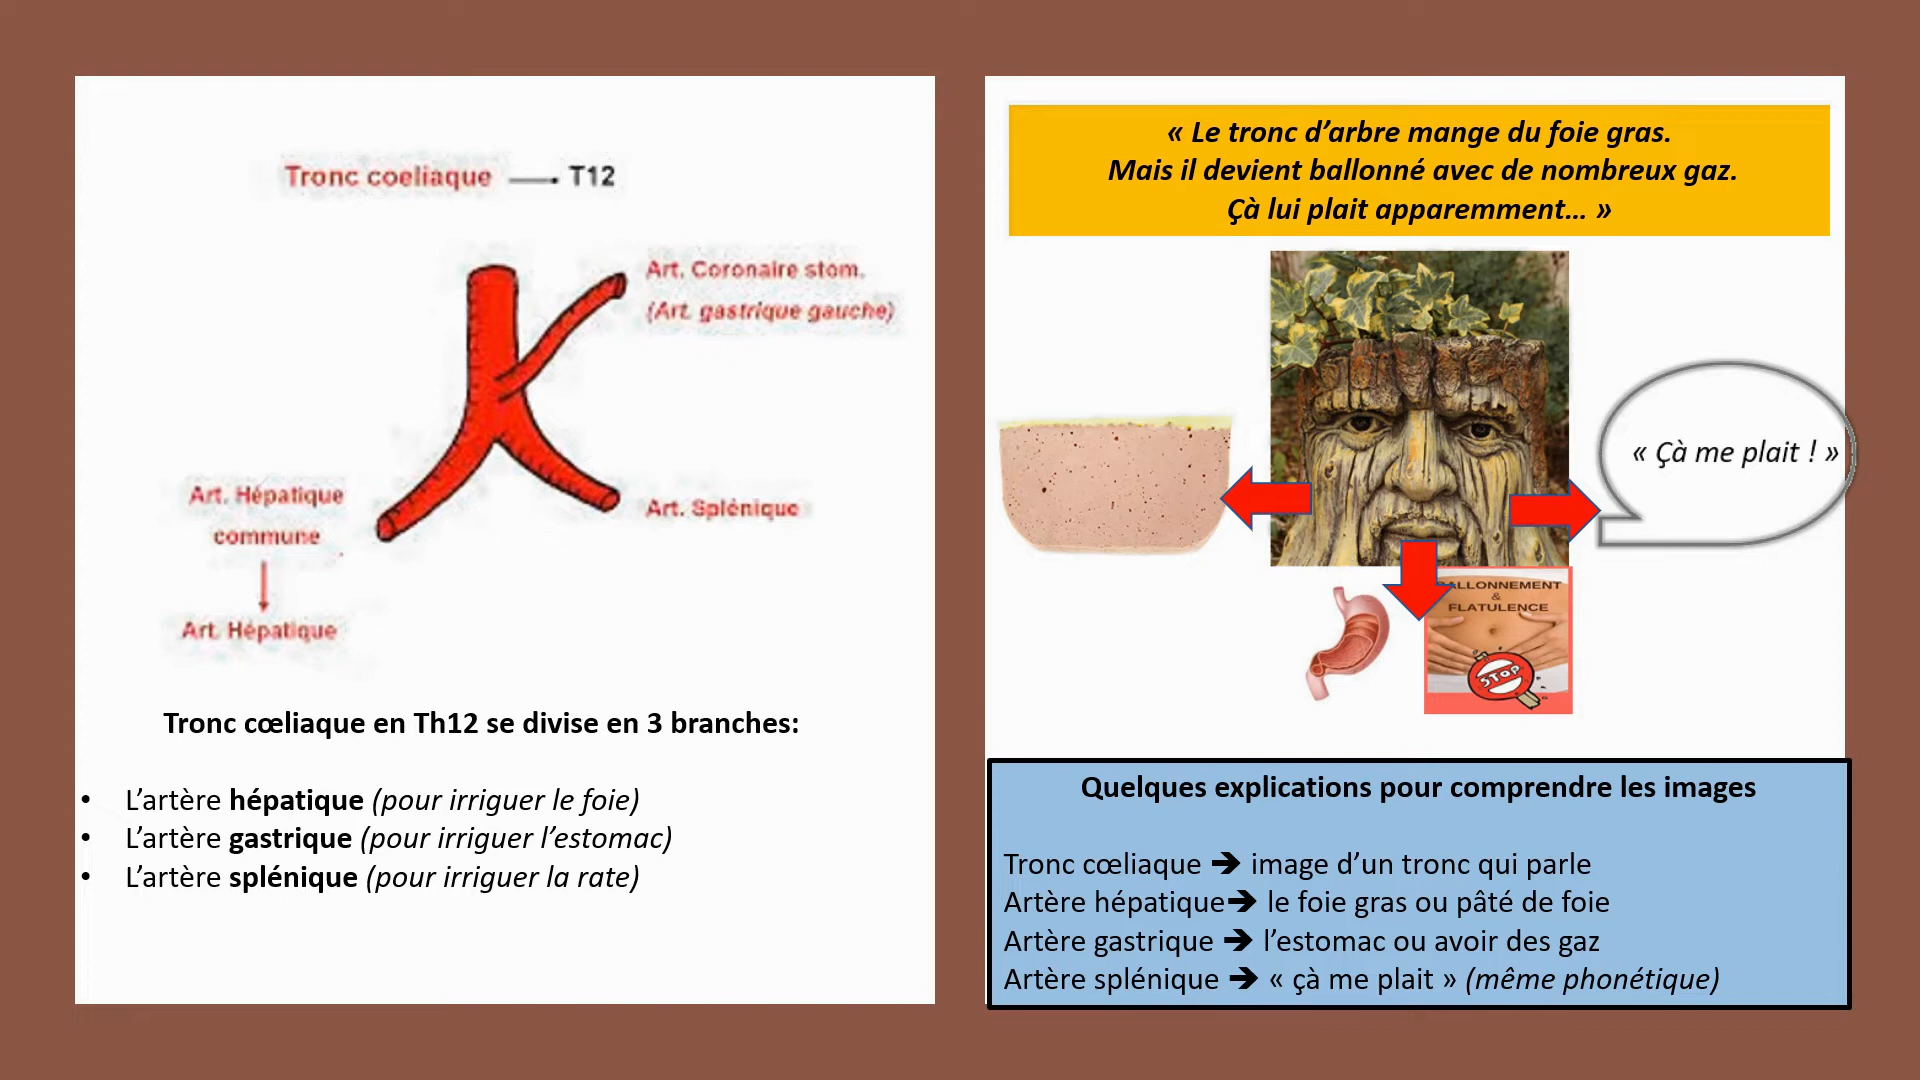 Tronc coeliaque → T12
Art. Coronaire stom.
(Art. gastrique gauche)
Art. Hépatique
commune
Art. Splénique
Art. Hépatique
Tronc cœliaque en Th12 se divise en 3 branches:
• L’artère hépatique (pour irriguer le foie)
• L’artère gastrique (pour irriguer l’estomac)
• L’artère splénique (pour irriguer la rate)
« Le tronc d’arbre mange du foie gras.
Mais il devient ballonné avec de nombreux gaz.
Çà lui plait apparemment... »
« Çà me plait ! »
ALLONNEMENT
&
FLATULENCE
STOP
Quelques explications pour comprendre les images
Tronc cœliaque ➔ image d’un tronc qui parle
Artère hépatique➔ le foie gras ou pâté de foie
Artère gastrique ➔ l’estomac ou avoir des gaz
Artère splénique ➔ « çà me plait » (même phonétique)